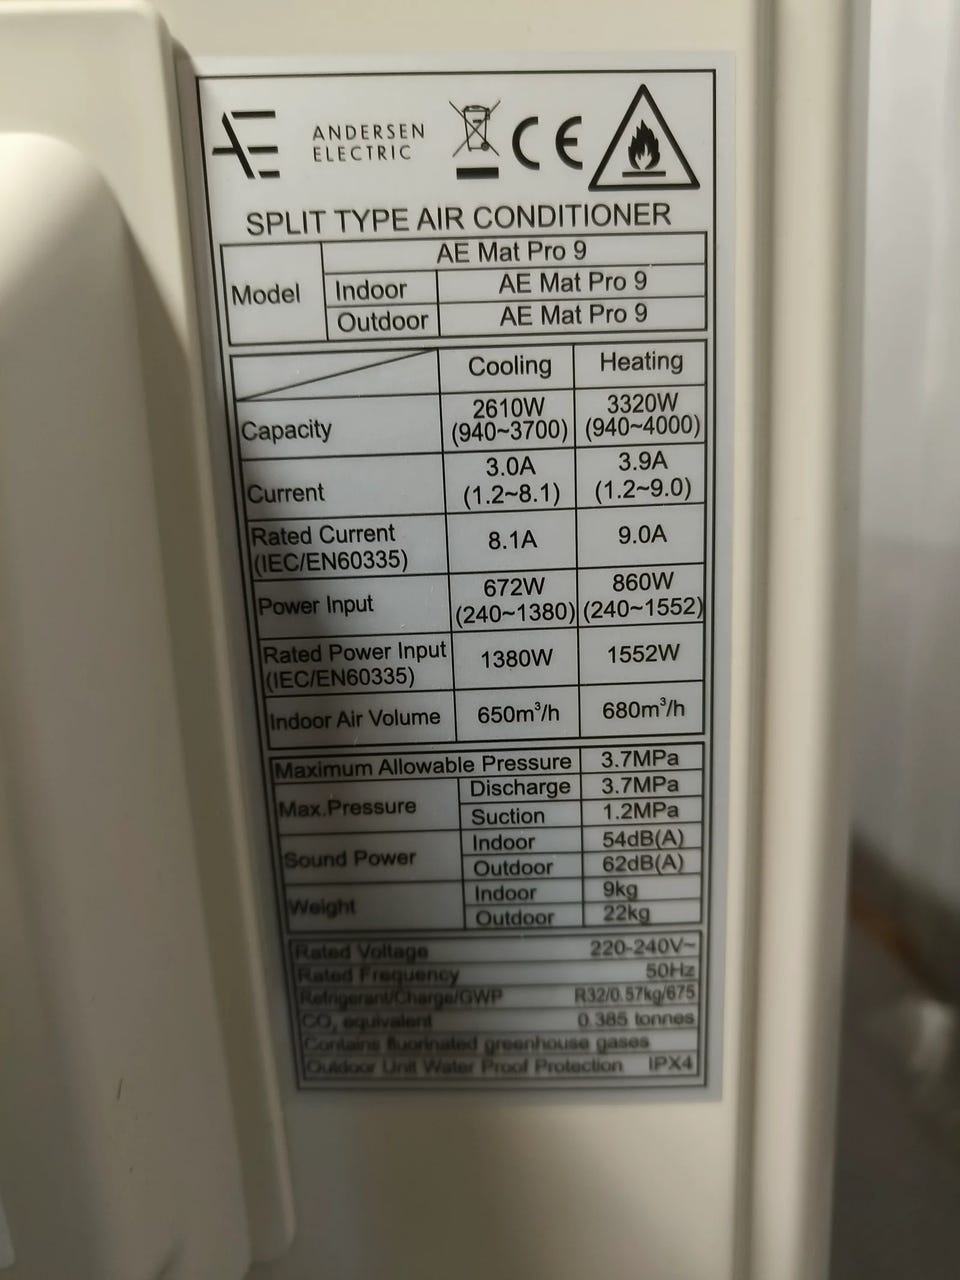 AE ANDERSEN
ELECTRIC
CE
SPLIT TYPE AIR CONDITIONER
Model AE Mat Pro 9
Indoor AE Mat Pro 9
Outdoor AE Mat Pro 9
Cooling Heating
Capacity 2610W (940~3700) 3320W (940~4000)
Current 3.0A (1.2~8.1) 3.9A (1.2~9.0)
Rated Current (IEC/EN60335) 8.1A 9.0A
Power Input 672W (240~1380) 860W (240~1552)
Rated Power Input (IEC/EN60335) 1380W 1552W
Indoor Air Volume 650m³/h 680m³/h
Maximum Allowable Pressure 3.7MPa
Max.Pressure Discharge 3.7MPa
Suction 1.2MPa
Sound Power Indoor 54dB(A)
Outdoor 62dB(A)
Weight Indoor 9kg
Outdoor 22kg
Rated Voltage 220-240V~
Rated Frequency 50Hz
Refrigerant/Charge/GWP R32/0.57kg/675
CO₂ equivalent 0.385 tonnes
Contains fluorinated greenhouse gases
Outdoor Unit Water Proof Protection IPX4